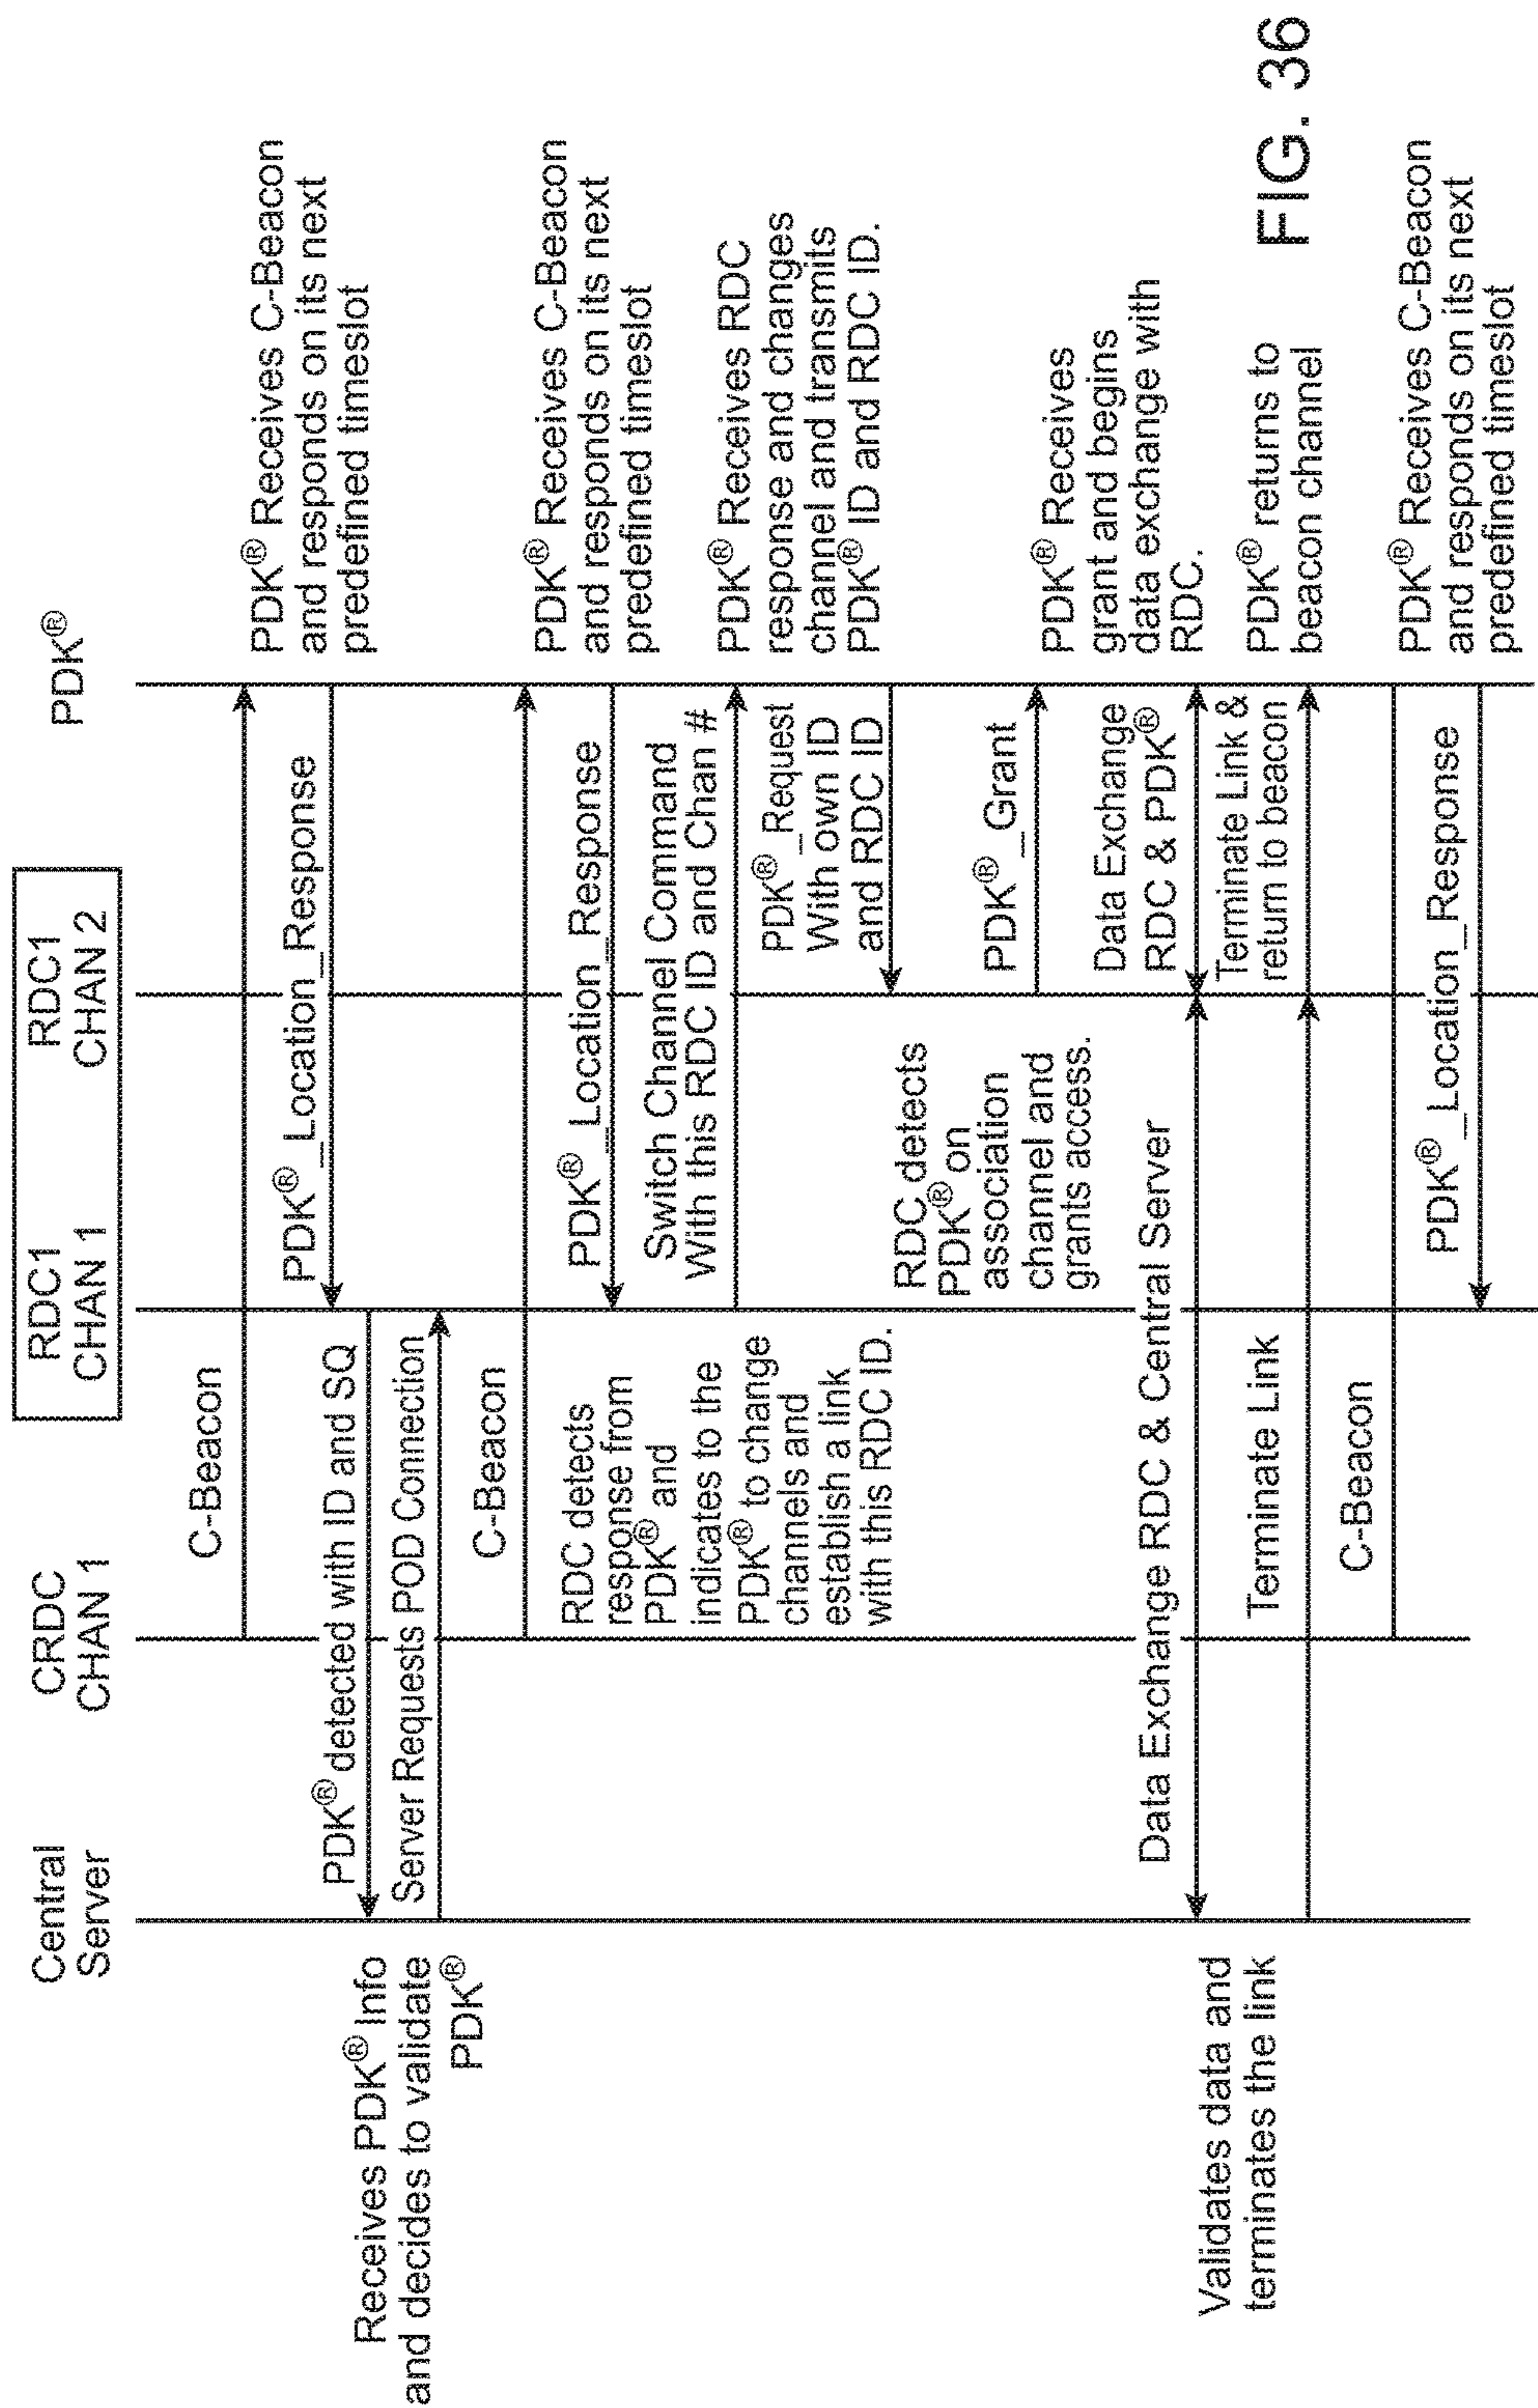 Central
Server
CRDC
CHAN 1
RDC1
CHAN 1
RDC1
CHAN 2
PDK®
C-Beacon
PDK® Receives C-Beacon
and responds on its next
predefined timeslot
PDK®_Location_Response
Receives PDK® Info
and decides to validate
PDK®
PDK® detected with ID and SQ
Server Requests POD Connection
C-Beacon
PDK® Receives C-Beacon
and responds on its next
predefined timeslot
PDK®_Location_Response
RDC detects
response from
PDK® and
indicates to the
PDK® to change
channels and
establish a link
with this RDC ID.
Switch Channel Command
With this RDC ID and Chan #
PDK® Receives RDC
response and changes
channel and transmits
PDK® ID and RDC ID.
PDK®_Request
With own ID
and RDC ID
RDC detects
PDK® on
association
channel and
grants access.
PDK®_Grant
PDK® Receives
grant and begins
data exchange with
RDC.
Data Exchange RDC & Central Server
Data Exchange
RDC & PDK®
Validates data and
terminates the link
Terminate Link
Terminate Link &
return to beacon
PDK® returns to
beacon channel
C-Beacon
PDK® Receives C-Beacon
and responds on its next
predefined timeslot
PDK®_Location_Response
FIG. 36